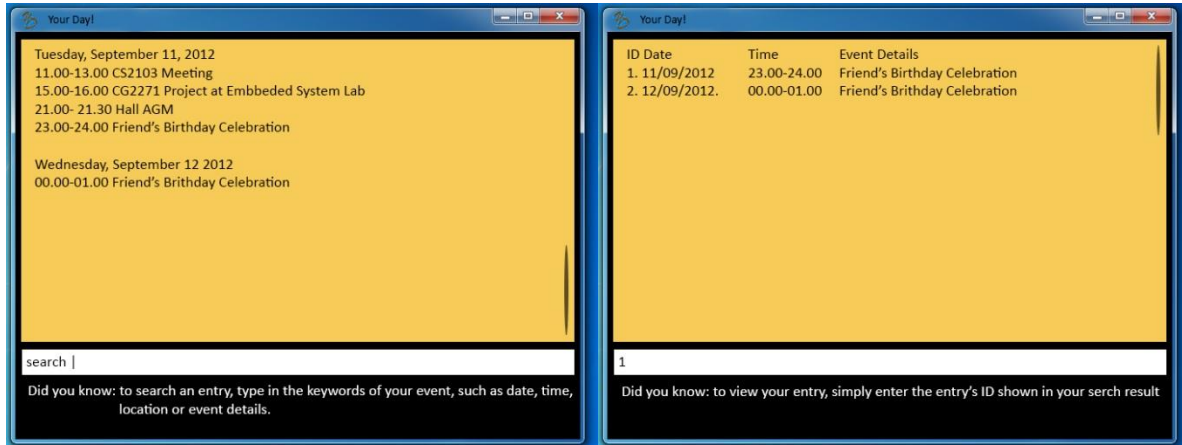 Your Day!
Tuesday, September 11, 2012
11.00-13.00 CS2103 Meeting
15.00-16.00 CG2271 Project at Embbeded System Lab
21.00- 21.30 Hall AGM
23.00-24.00 Friend's Birthday Celebration
Wednesday, September 12 2012
00.00-01.00 Friend's Brithday Celebration
search |
Did you know: to search an entry, type in the keywords of your event, such as date, time,
location or event details.
Your Day!
ID Date Time Event Details
1. 11/09/2012 23.00-24.00 Friend's Birthday Celebration
2. 12/09/2012. 00.00-01.00 Friend's Brithday Celebration
1
Did you know: to view your entry, simply enter the entry's ID shown in your serch result